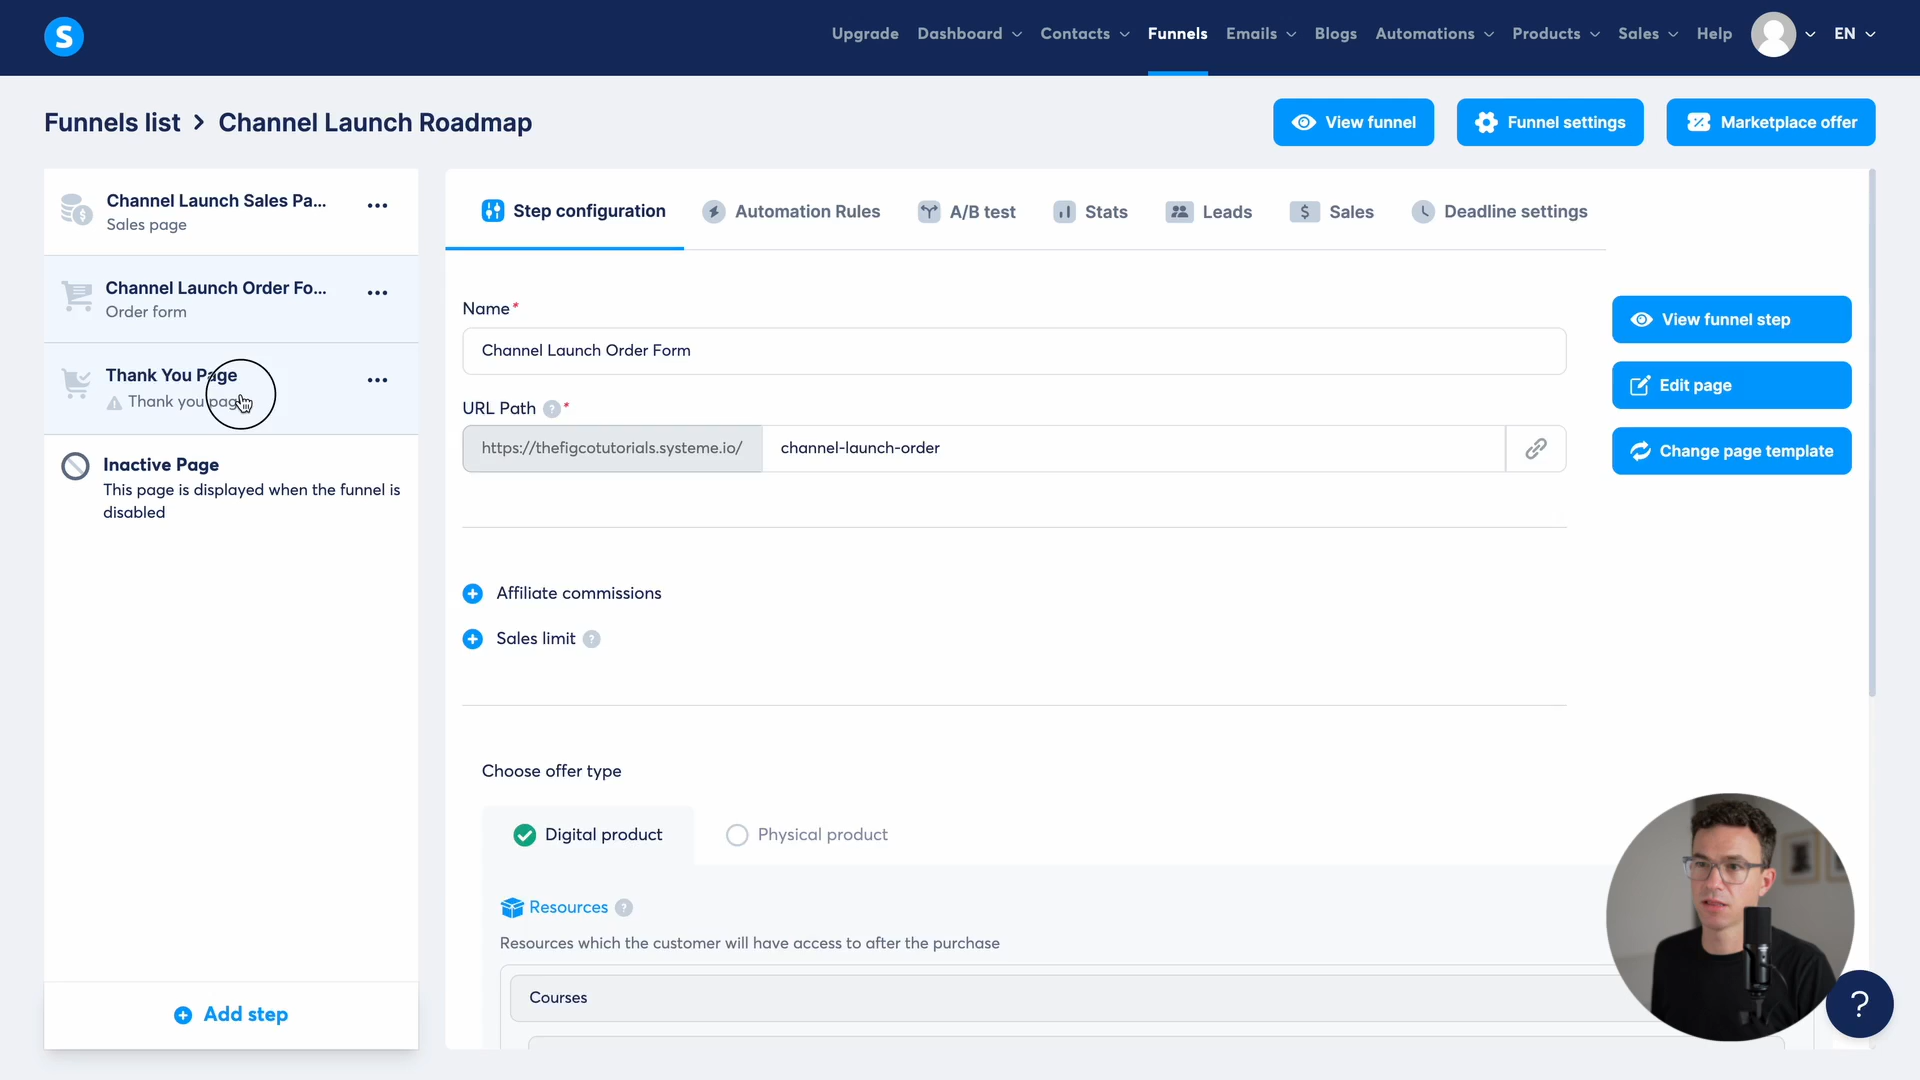 S
Upgrade Dashboard Contacts Funnels Emails Blogs Automations Products Sales Help EN
Funnels list > Channel Launch Roadmap
View funnel
Funnel settings
Marketplace offer
Channel Launch Sales Pa...
Sales page
Channel Launch Order Fo...
Order form
Thank You Page
Thank you pag
Inactive Page
This page is displayed when the funnel is
disabled
Add step
Step configuration
Automation Rules
A/B test
Stats
Leads
$ Sales
Deadline settings
Name*
Channel Launch Order Form
URL Path ? *
https://thefigcotutorials.systeme.io/
channel-launch-order
View funnel step
Edit page
Change page template
Affiliate commissions
Sales limit ?
Choose offer type
Digital product
Physical product
Resources ?
Resources which the customer will have access to after the purchase
Courses
?